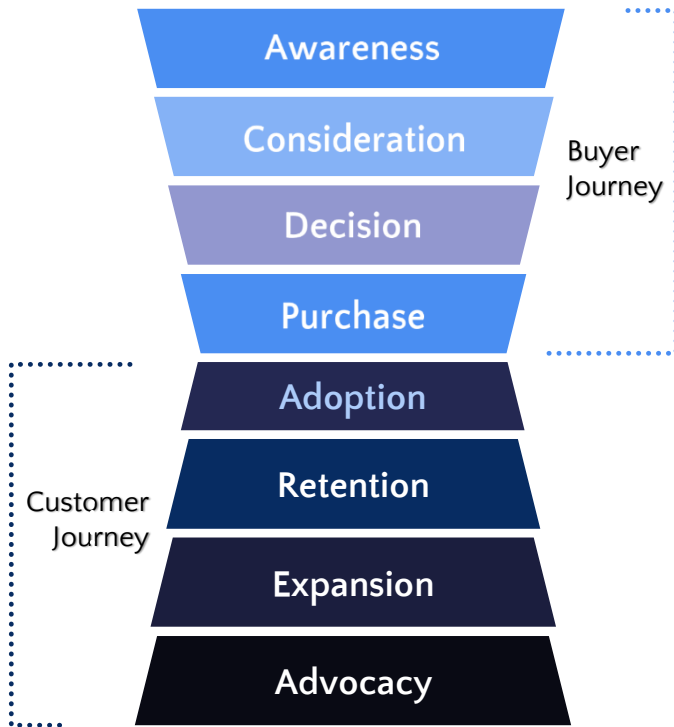 Awareness
Consideration
Buyer
Journey
Decision
Purchase
Adoption
Retention
Customer
Journey
Expansion
Advocacy